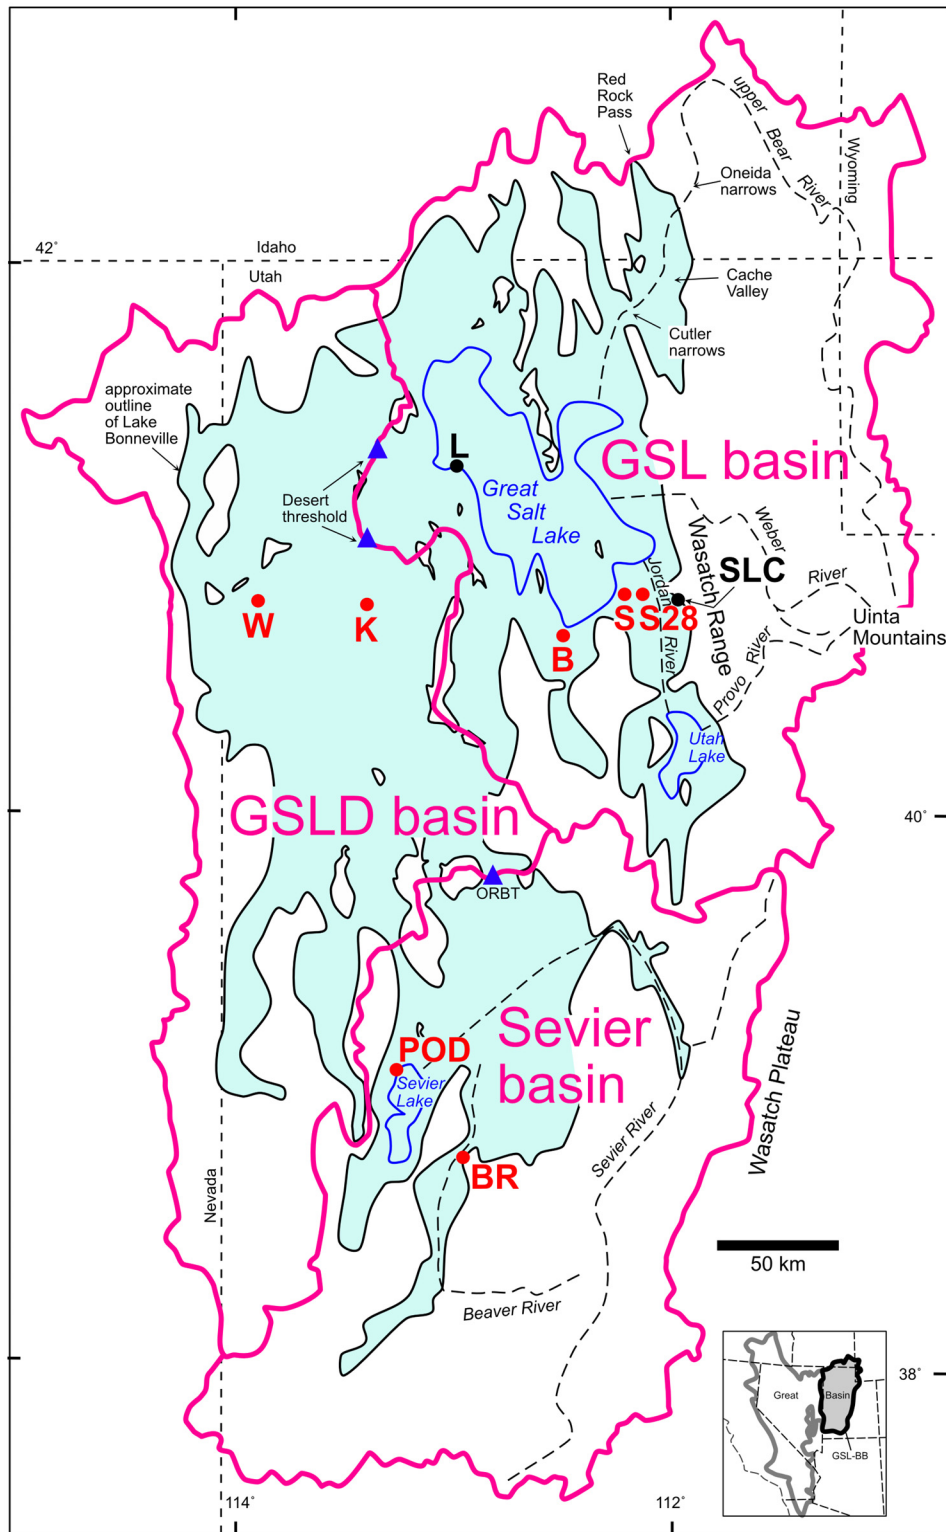 Red
Rock
Pass
upper
Bear
River
Wyoming
Oneida
narrows
42°
Idaho
Utah
Cache
Valley
Cutler
narrows
approximate
outline
of Lake
Bonneville
L
GSL basin
Desert
threshold
Great
Salt
Lake
Weber
River
Wasatch Range
SLC
Jordan
River
W
K
S
S28
B
Uinta
Mountains
Provo
River
Utah
Lake
GSLD basin
40°
ORBT
Sevier
basin
POD
Sevier
Lake
Wasatch Plateau
BR
Sevier River
Nevada
50 km
Beaver River
38°
Great
Basin
GSL-BB
114°
112°